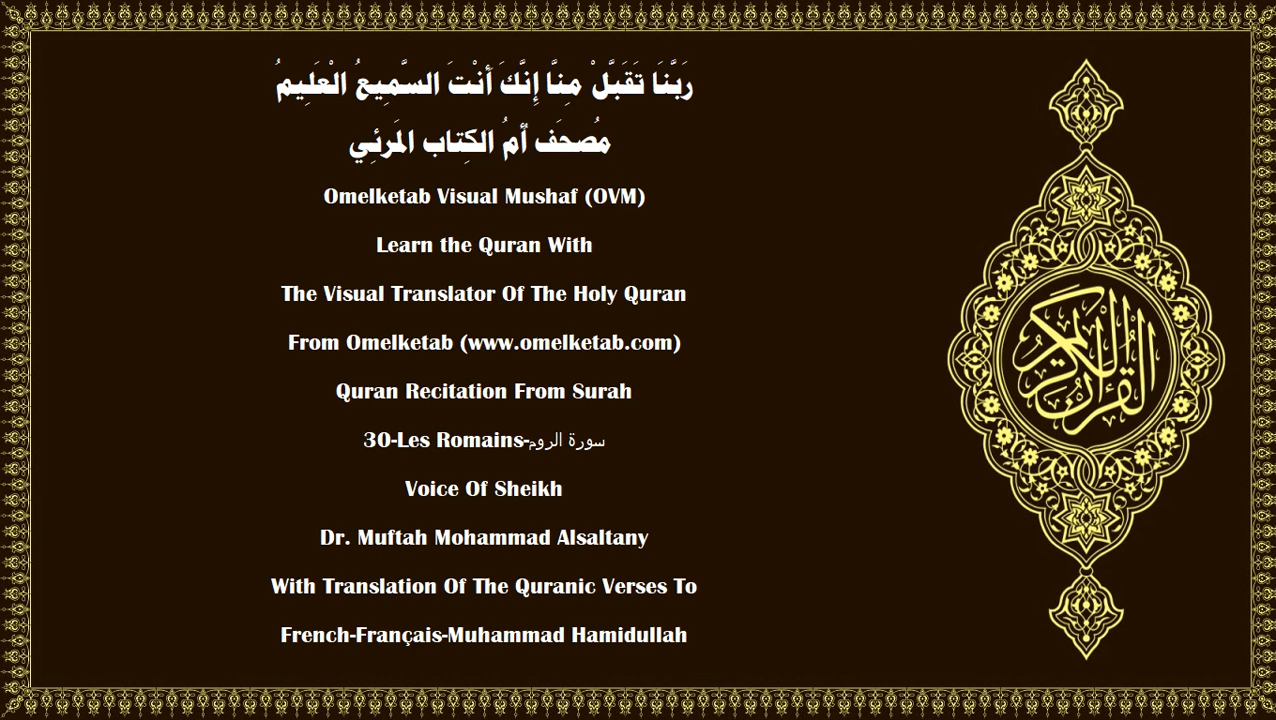 رَبَّنَا تَقَبَّلْ مِنَّا إِنَّكَ أَنْتَ السَّمِيعُ الْعَلِيمُ
مُصحَف أمُ الكِتاب المَرئِي
Omelketab Visual Mushaf (OVM)
Learn the Quran With
The Visual Translator Of The Holy Quran
From Omelketab (www.omelketab.com)
Quran Recitation From Surah
30-Les Romains-سورة الروم
Voice Of Sheikh
Dr. Muftah Mohammad Alsaltany
With Translation Of The Quranic Verses To
French-Français-Muhammad Hamidullah
القرآن الكريم